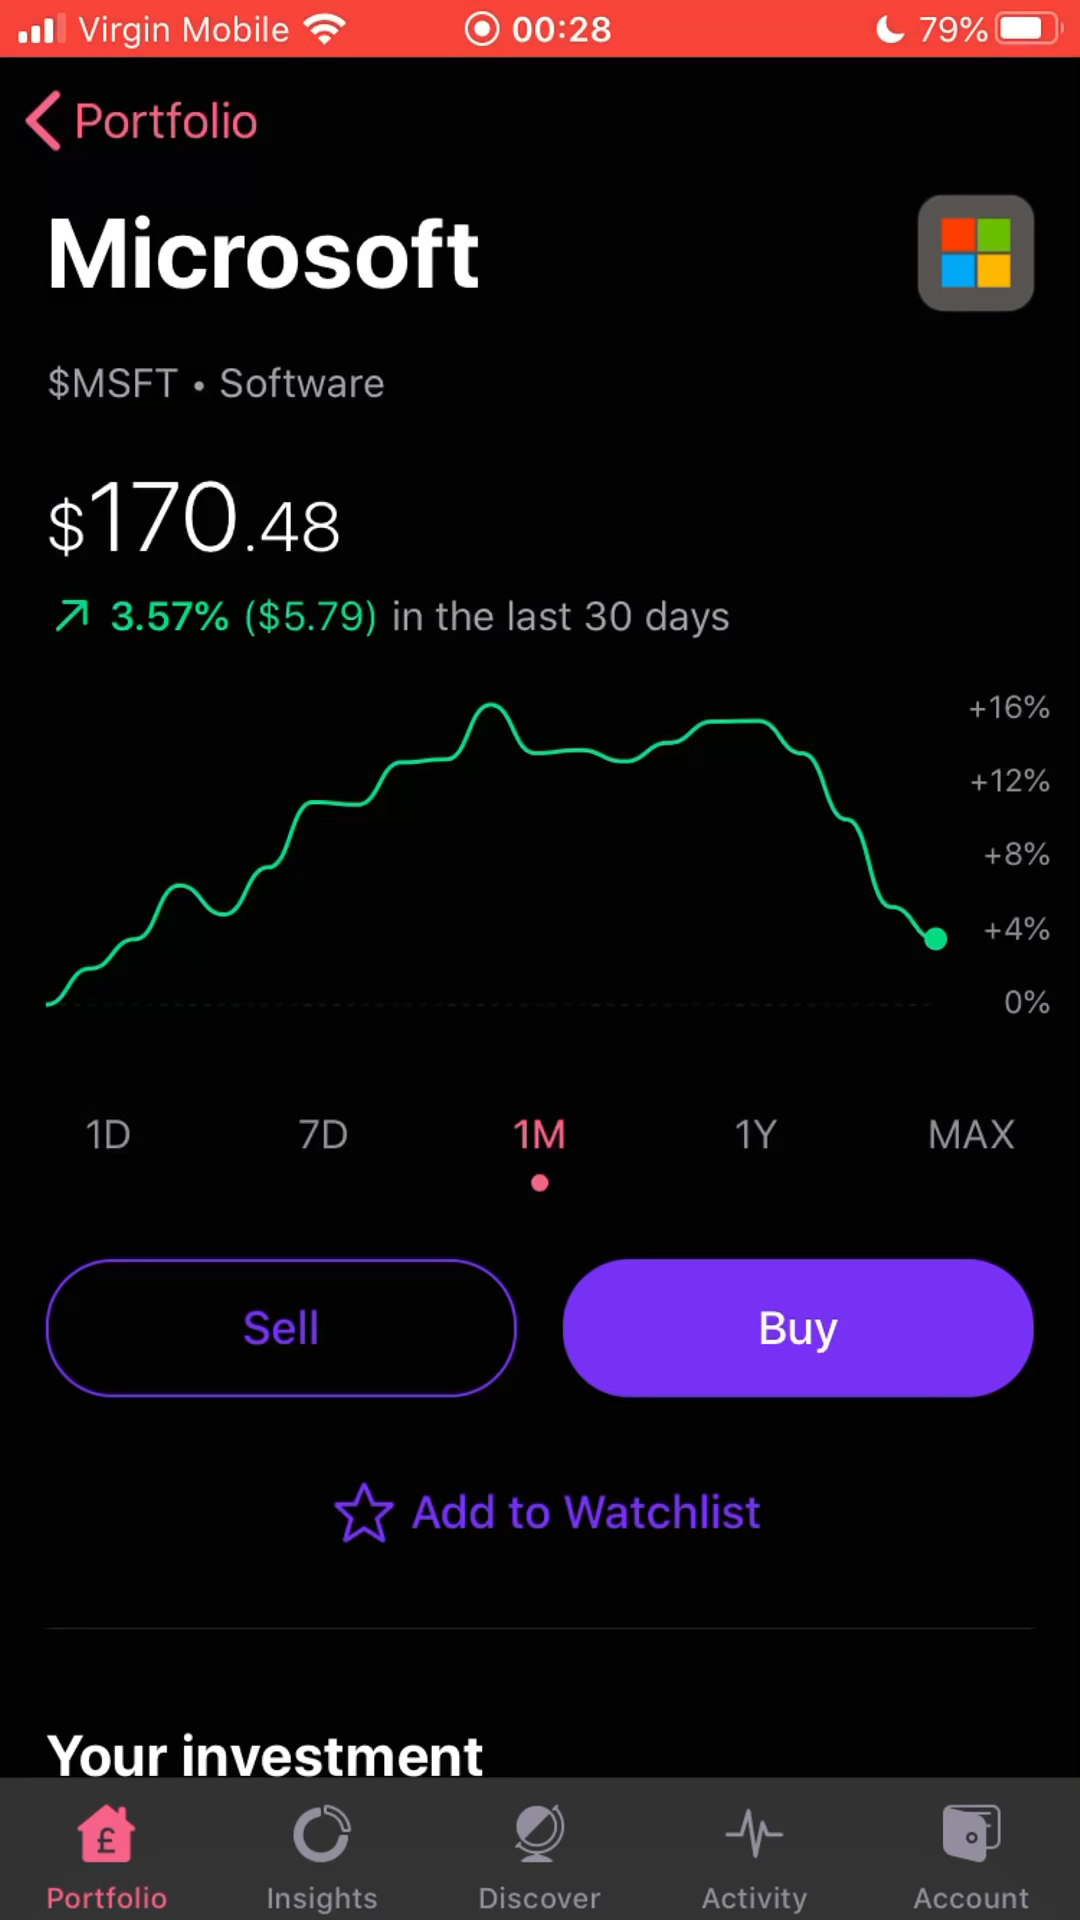 Virgin Mobile 00:28 79%
Portfolio
Microsoft
$MSFT • Software
$170.48
3.57% ($5.79) in the last 30 days
+16%
+12%
+8%
+4%
0%
1D 7D 1M 1Y MAX
Sell Buy
Add to Watchlist
Your investment
£
Portfolio Insights Discover Activity Account